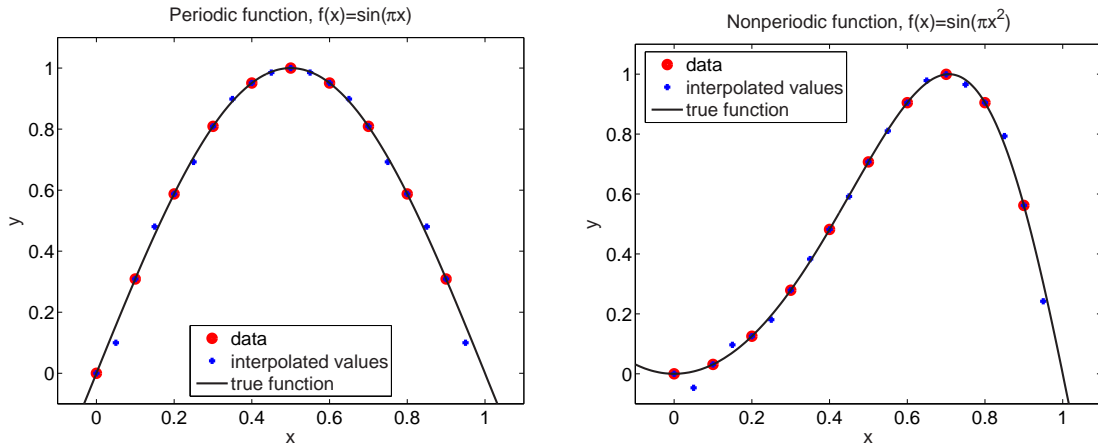 Periodic function, f(x)=sin(πx)
1
0.8
0.6
0.4
0.2
0
y
data
interpolated values
true function
0
0.2
0.4
0.6
0.8
1
x
Nonperiodic function, f(x)=sin(πx²)
data
interpolated values
true function
1
0.8
0.6
0.4
0.2
0
y
0
0.2
0.4
0.6
0.8
1
x